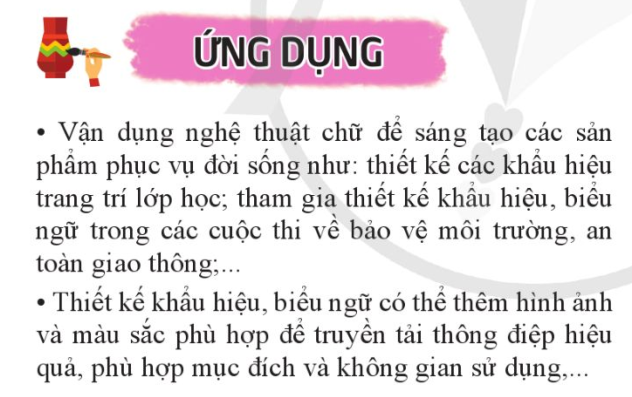 ỨNG DỤNG
• Vận dụng nghệ thuật chữ để sáng tạo các sản
phẩm phục vụ đời sống như: thiết kế các khẩu hiệu
trang trí lớp học; tham gia thiết kế khẩu hiệu, biểu
ngữ trong các cuộc thi về bảo vệ môi trường, an
toàn giao thông;...
• Thiết kế khẩu hiệu, biểu ngữ có thể thêm hình ảnh
và màu sắc phù hợp để truyền tải thông điệp hiệu
quả, phù hợp mục đích và không gian sử dụng,...